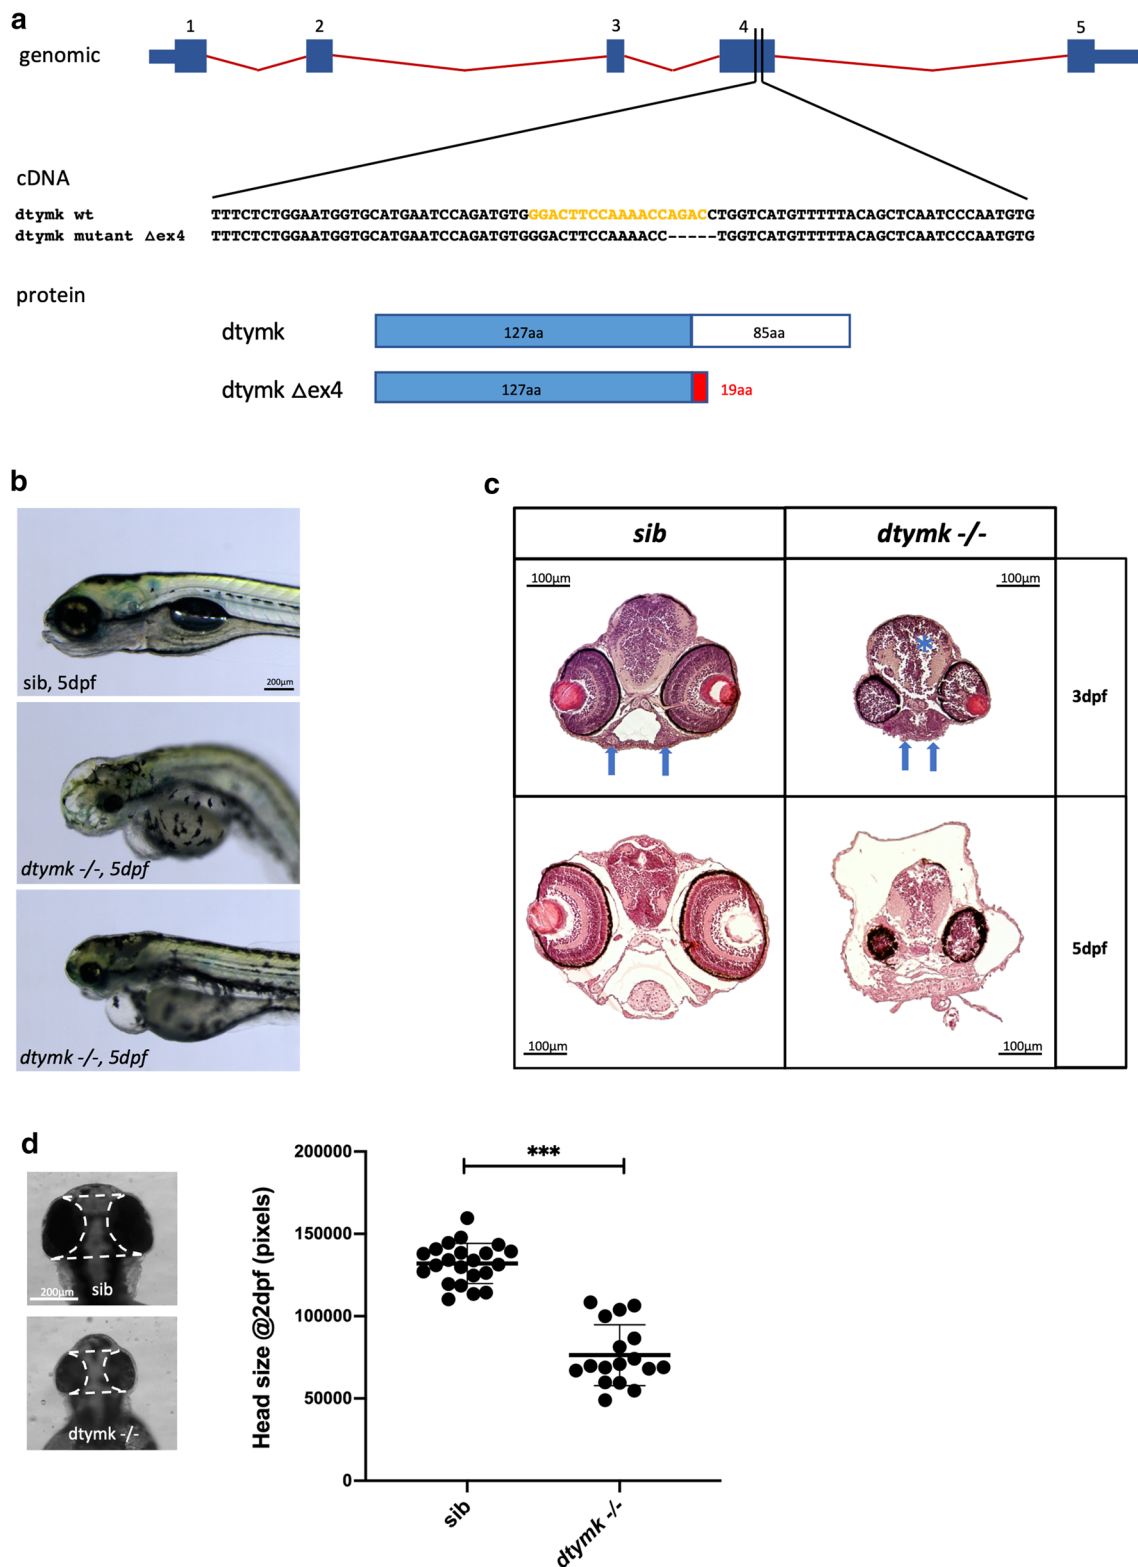 a
1 2 3 4 5
genomic
cDNA
dtymk wt TTTCTCTGGAATGGTGCATGAATCCAGATGTGGGACTTCCAAAACCAGACCTGGTCATGTTTTTACAGCTCAATCCCAATGTG
dtymk mutant Δex4 TTTCTCTGGAATGGTGCATGAATCCAGATGTGGGACTTCCAAAACC-----TGGTCATGTTTTTACAGCTCAATCCCAATGTG
protein
dtymk 127aa 85aa
dtymk Δex4 127aa 19aa
b
sib, 5dpf 200µm
dtymk -/-, 5dpf
dtymk -/-, 5dpf
c
sib dtymk -/-
100µm 100µm
*
3dpf
5dpf
100µm 100µm
d
200µm sib
dtymk -/-
Head size @2dpf (pixels)
200000
150000
100000
50000
0
***
sib
dtymk -/-